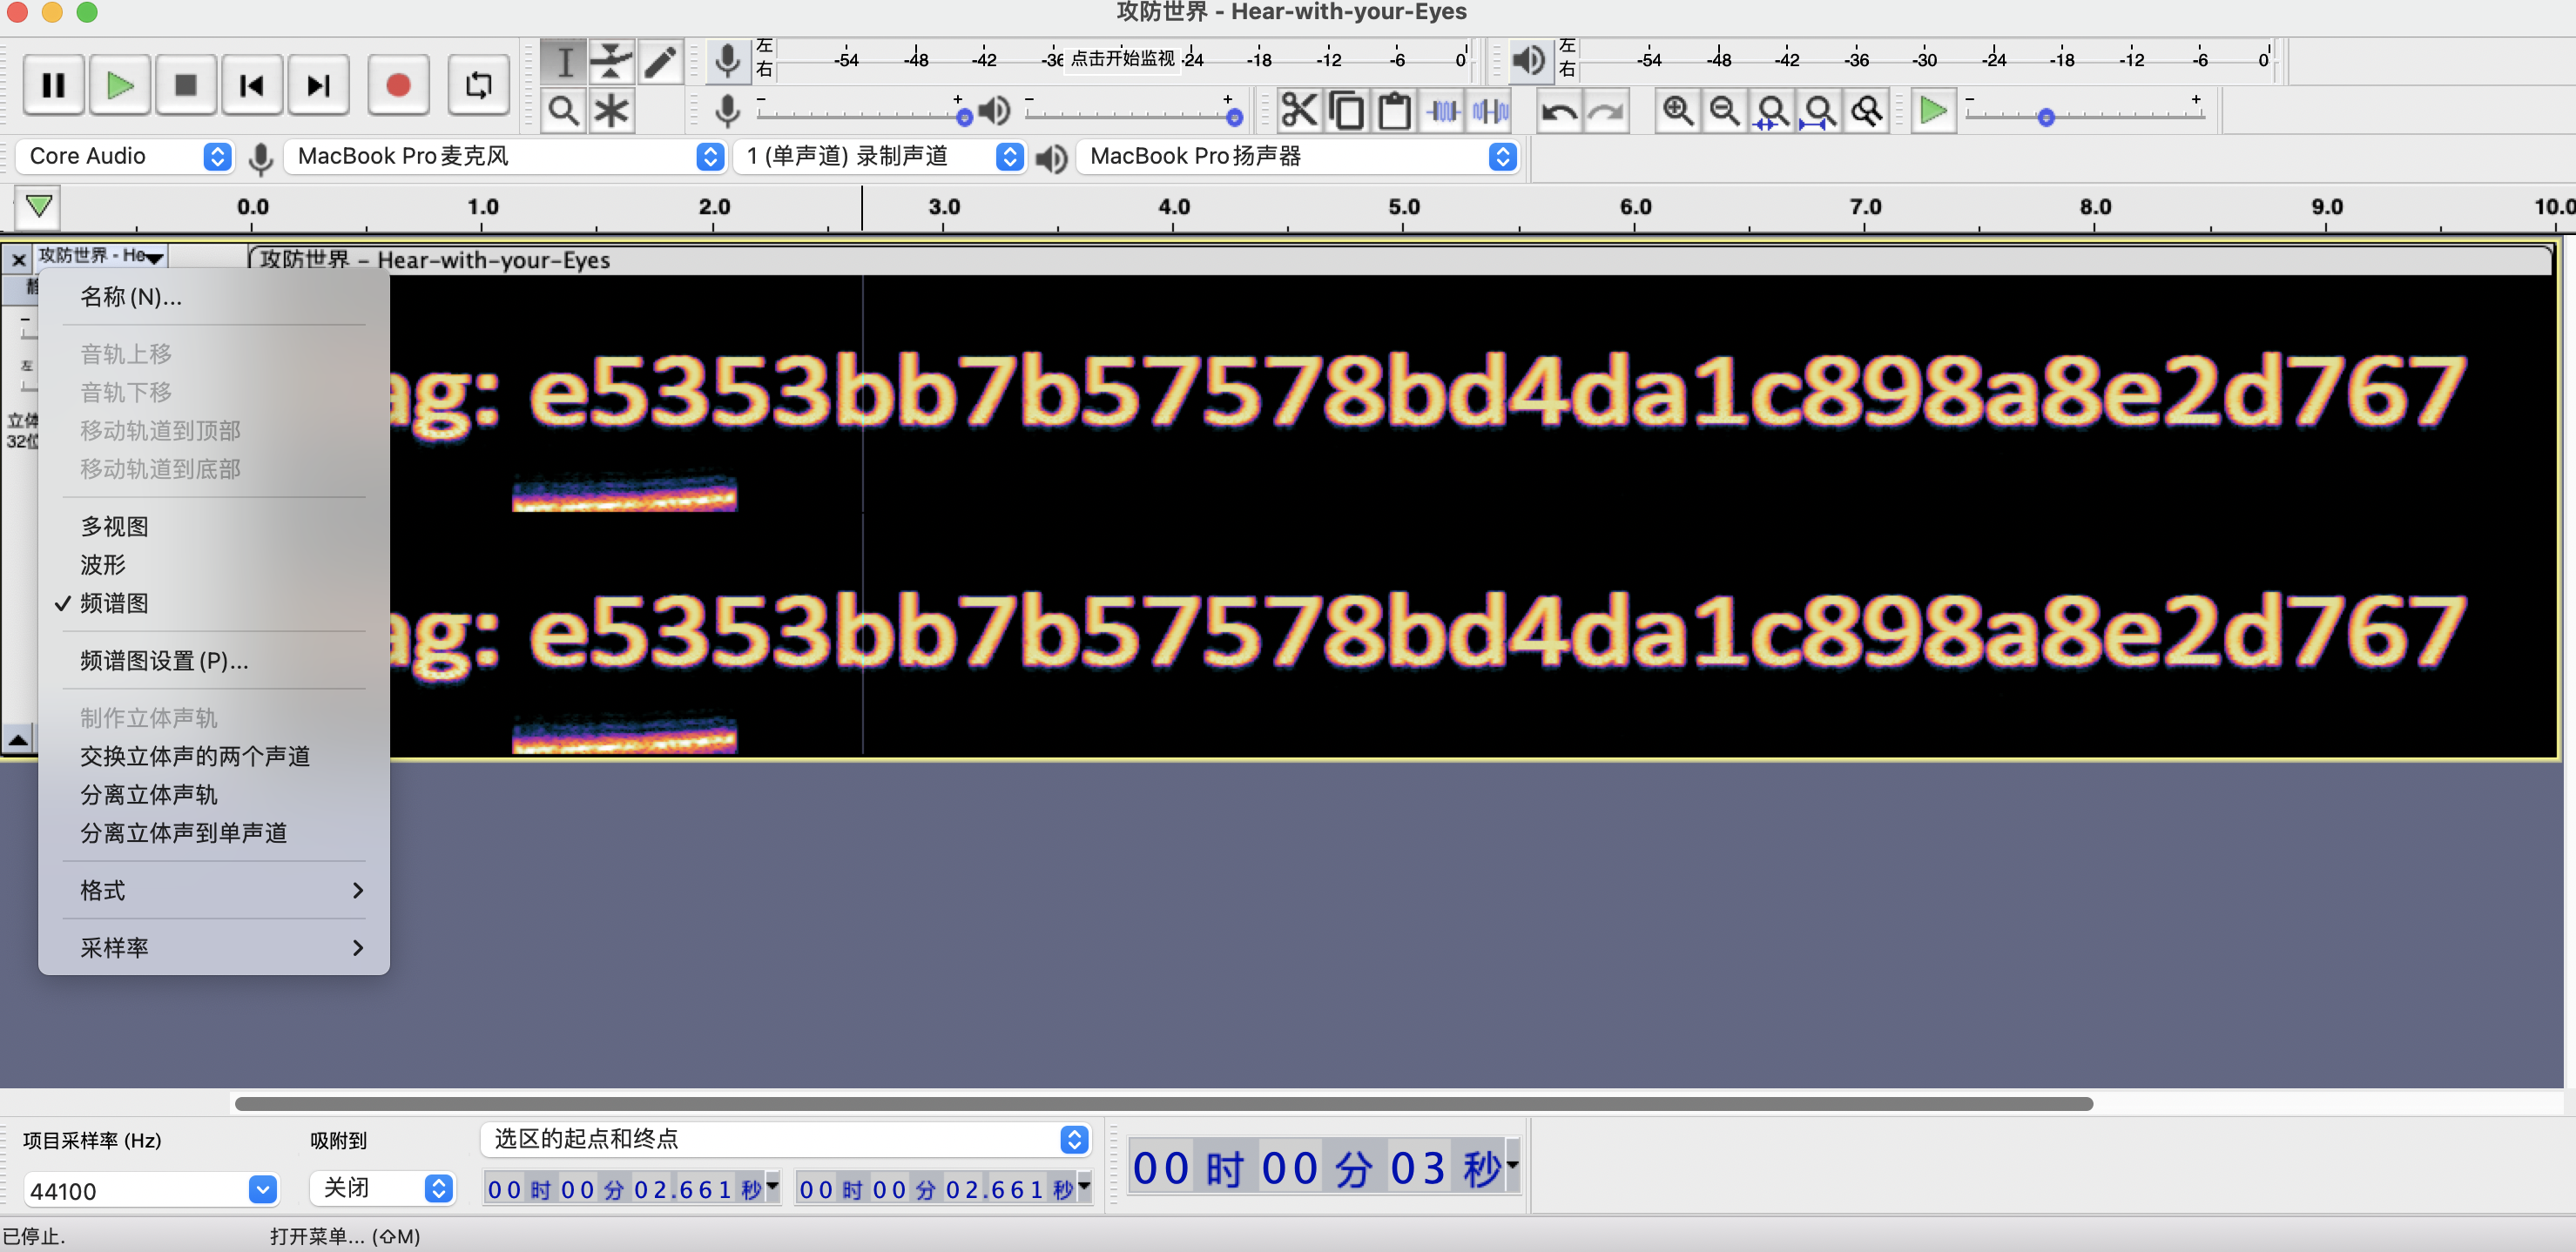 攻防世界 - Hear-with-your-Eyes
左
右
-54 -48 -42 -36 点击开始监视 -24 -18 -12 -6 0
左
右
-54 -48 -42 -36 -30 -24 -18 -12 -6 0
- + - + - +
Core Audio MacBook Pro麦克风 1 (单声道) 录制声道 MacBook Pro扬声器
0.0 1.0 2.0 3.0 4.0 5.0 6.0 7.0 8.0 9.0 10.0
攻防世界 - He 攻防世界 - Hear-with-your-Eyes
静
名称(N)...
左
音轨上移
音轨下移
ag: e5353bb7b57578bd4da1c898a8e2d767
立体
32位
移动轨道到顶部
移动轨道到底部
多视图
波形
频谱图
ag: e5353bb7b57578bd4da1c898a8e2d767
频谱图设置(P)...
制作立体声轨
交换立体声的两个声道
分离立体声轨
分离立体声到单声道
格式
采样率
项目采样率 (Hz) 吸附到 选区的起点和终点
44100 关闭 00 时 00 分 02.661 秒 00 时 00 分 02.661 秒 00 时 00 分 03 秒
已停止. 打开菜单... (⇧M)